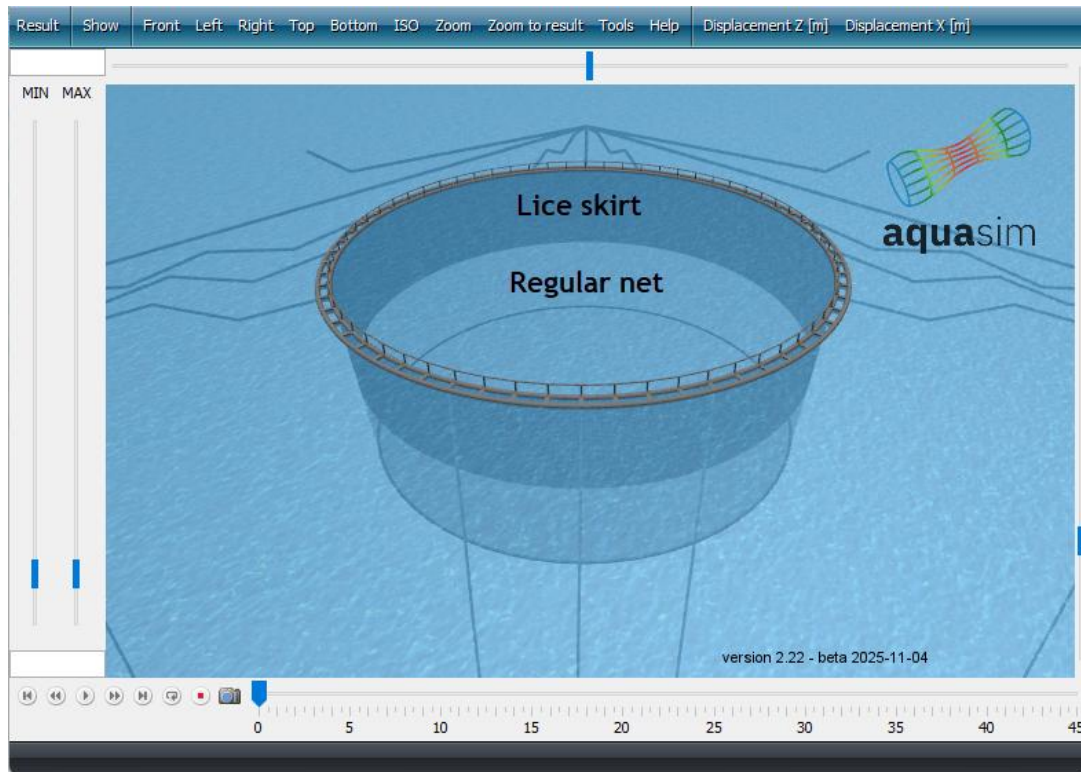 Result Show Front Left Right Top Bottom ISO Zoom Zoom to result Tools Help Displacement Z [m] Displacement X [m]
MIN MAX
Lice skirt
Regular net
aquasim
version 2.22 - beta 2025-11-04
0 5 10 15 20 25 30 35 40 45